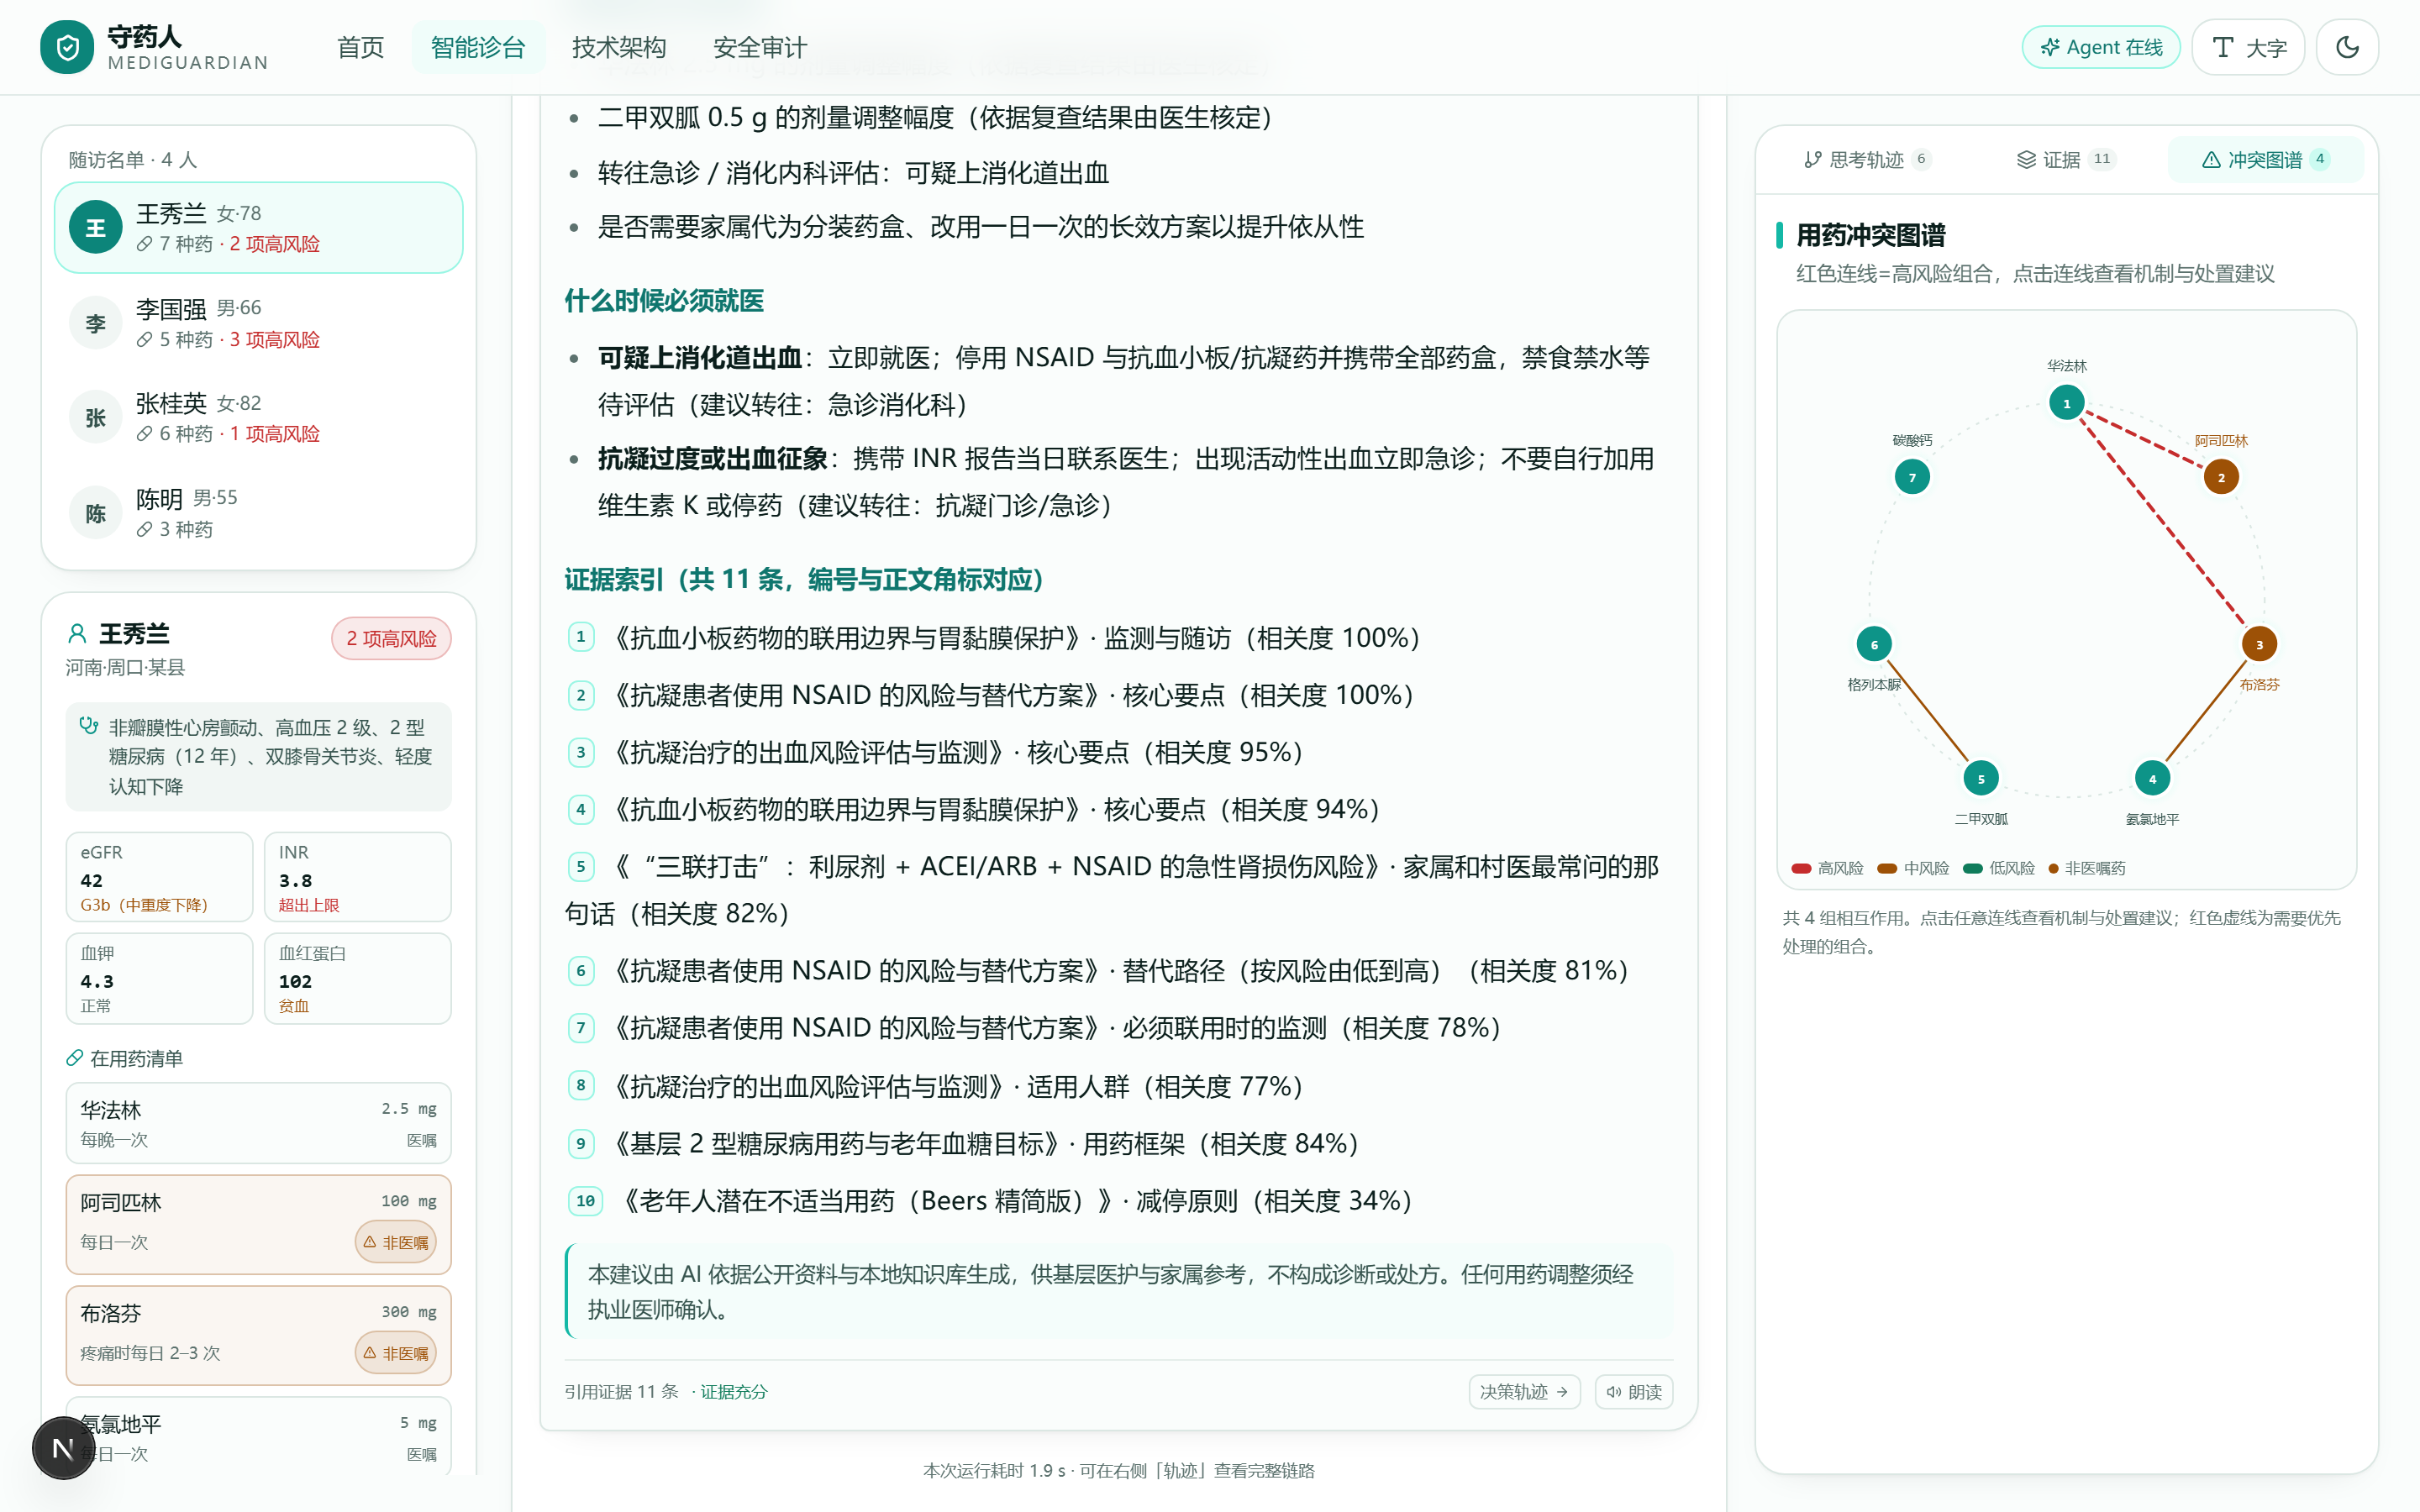 守药人
MEDIGUARDIAN
首页
智能诊台
技术架构
安全审计
Agent 在线
大字
随访名单 · 4 人
王
王秀兰 女·78
7 种药 · 2 项高风险
李
李国强 男·66
5 种药 · 3 项高风险
张
张桂英 女·82
6 种药 · 1 项高风险
陈
陈明 男·55
3 种药
王秀兰
2 项高风险
河南·周口·某县
非瓣膜性心房颤动、高血压 2 级、2 型
糖尿病（12 年）、双膝骨关节炎、轻度
认知下降
eGFR
42
G3b（中重度下降）
INR
3.8
超出上限
血钾
4.3
正常
血红蛋白
102
贫血
在用药清单
华法林 2.5 mg
每晚一次 医嘱
阿司匹林 100 mg
每日一次 非医嘱
布洛芬 300 mg
疼痛时每日 2–3 次 非医嘱
氨氯地平 5 mg
每日一次 医嘱
N
二甲双胍 0.5 g 的剂量调整幅度（依据复查结果由医生核定）
转往急诊 / 消化内科评估：可疑上消化道出血
是否需要家属代为分装药盒、改用一日一次的长效方案以提升依从性
什么时候必须就医
可疑上消化道出血：立即就医；停用 NSAID 与抗血小板/抗凝药并携带全部药盒，禁食禁水等
待评估（建议转往：急诊消化科）
抗凝过度或出血征象：携带 INR 报告当日联系医生；出现活动性出血立即急诊；不要自行加用
维生素 K 或停药（建议转往：抗凝门诊/急诊）
证据索引（共 11 条，编号与正文角标对应）
1 《抗血小板药物的联用边界与胃黏膜保护》· 监测与随访（相关度 100%）
2 《抗凝患者使用 NSAID 的风险与替代方案》· 核心要点（相关度 100%）
3 《抗凝治疗的出血风险评估与监测》· 核心要点（相关度 95%）
4 《抗血小板药物的联用边界与胃黏膜保护》· 核心要点（相关度 94%）
5 《 “三联打击” ：利尿剂 + ACEI/ARB + NSAID 的急性肾损伤风险》· 家属和村医最常问的那
句话（相关度 82%）
6 《抗凝患者使用 NSAID 的风险与替代方案》· 替代路径（按风险由低到高）（相关度 81%）
7 《抗凝患者使用 NSAID 的风险与替代方案》· 必须联用时的监测（相关度 78%）
8 《抗凝治疗的出血风险评估与监测》· 适用人群（相关度 77%）
9 《基层 2 型糖尿病用药与老年血糖目标》· 用药框架（相关度 84%）
10 《老年人潜在不适当用药（Beers 精简版）》· 减停原则（相关度 34%）
本建议由 AI 依据公开资料与本地知识库生成，供基层医护与家属参考，不构成诊断或处方。任何用药调整须经
执业医师确认。
引用证据 11 条 · 证据充分
决策轨迹 →
朗读
本次运行耗时 1.9 s · 可在右侧「轨迹」查看完整链路
思考轨迹 6
证据 11
冲突图谱 4
用药冲突图谱
红色连线=高风险组合，点击连线查看机制与处置建议
华法林
1
碳酸钙
7
阿司匹林
2
6
格列本脲
3
布洛芬
5
二甲双胍
4
氨氯地平
高风险 中风险 低风险 非医嘱药
共 4 组相互作用。点击任意连线查看机制与处置建议；红色虚线为需要优先
处理的组合。